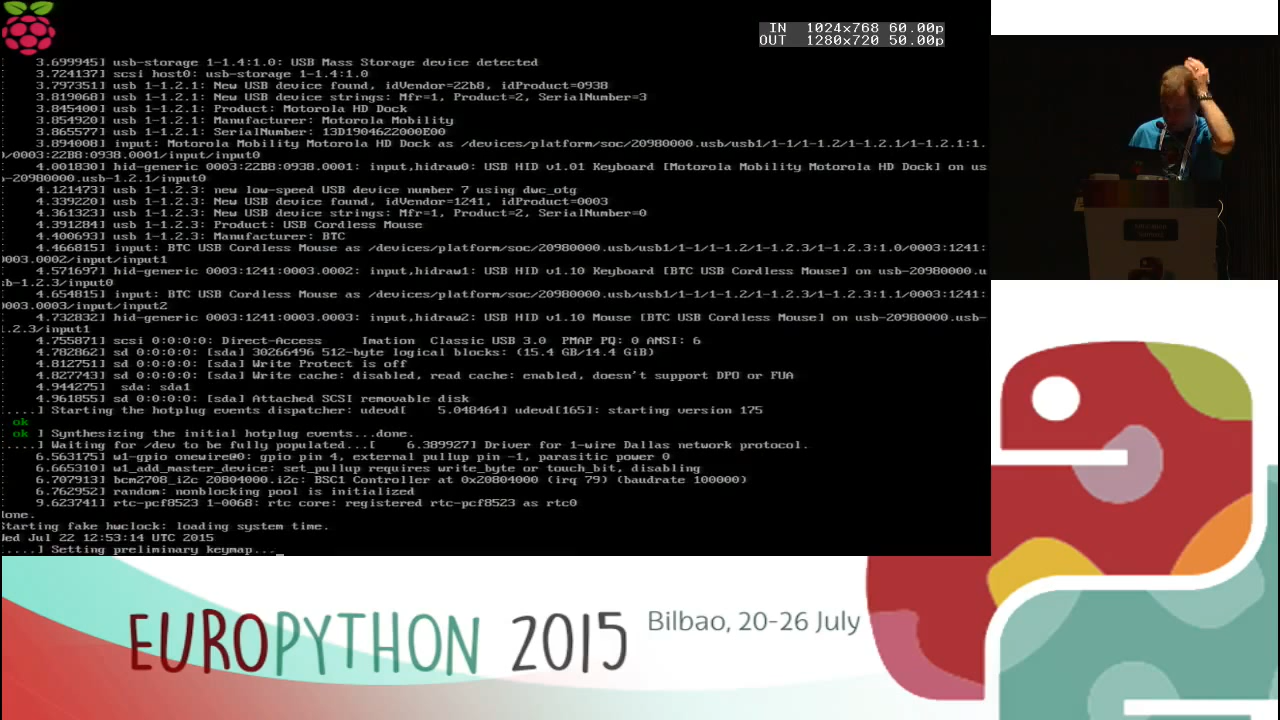 IN 1024x768 60.00p
OUT 1280x720 50.00p
3.699945] usb-storage 1-1.4:1.0: USB Mass Storage device detected
3.724137] scsi host0: usb-storage 1-1.4:1.0
3.797351] usb 1-1.2.1: New USB device found, idVendor=22b8, idProduct=0938
3.819068] usb 1-1.2.1: New USB device strings: Mfr=1, Product=2, SerialNumber=3
3.845400] usb 1-1.2.1: Product: Motorola HD Dock
3.854920] usb 1-1.2.1: Manufacturer: Motorola Mobility
3.865577] usb 1-1.2.1: SerialNumber: 13D1904622000E00
3.894008] input: Motorola Mobility Motorola HD Dock as /devices/platform/soc/20980000.usb/usb1/1-1/1-1.2/1-1.2.1/1-1.2.1:1.
0/0003:22B8:0938.0001/input/input0
4.001830] hid-generic 0003:22B8:0938.0001: input,hidraw0: USB HID v1.01 Keyboard [Motorola Mobility Motorola HD Dock] on us
b-20980000.usb-1.2.1/input0
4.121473] usb 1-1.2.3: new low-speed USB device number 7 using dwc_otg
4.339220] usb 1-1.2.3: New USB device found, idVendor=1241, idProduct=0003
4.361323] usb 1-1.2.3: New USB device strings: Mfr=1, Product=2, SerialNumber=0
4.391284] usb 1-1.2.3: Product: USB Cordless Mouse
4.400693] usb 1-1.2.3: Manufacturer: BTC
4.466815] input: BTC USB Cordless Mouse as /devices/platform/soc/20980000.usb/usb1/1-1/1-1.2/1-1.2.3/1-1.2.3:1.0/0003:1241:
0003.0002/input/input1
4.571697] hid-generic 0003:1241:0003.0002: input,hidraw1: USB HID v1.10 Keyboard [BTC USB Cordless Mouse] on usb-20980000.u
sb-1.2.3/input0
4.654815] input: BTC USB Cordless Mouse as /devices/platform/soc/20980000.usb/usb1/1-1/1-1.2/1-1.2.3/1-1.2.3:1.1/0003:1241:
0003.0003/input/input2
4.732832] hid-generic 0003:1241:0003.0003: input,hidraw2: USB HID v1.10 Mouse [BTC USB Cordless Mouse] on usb-20980000.usb-
1.2.3/input1
4.755871] scsi 0:0:0:0: Direct-Access Imation Classic USB 3.0 PMAP PQ: 0 ANSI: 6
4.782862] sd 0:0:0:0: [sda] 30266496 512-byte logical blocks: (15.4 GB/14.4 GiB)
4.812751] sd 0:0:0:0: [sda] Write Protect is off
4.827743] sd 0:0:0:0: [sda] Write cache: disabled, read cache: enabled, doesn't support DPO or FUA
4.944275] sda: sda1
4.961855] sd 0:0:0:0: [sda] Attached SCSI removable disk
[....] Starting the hotplug events dispatcher: udevd[ 5.048464] udevd[165]: starting version 175
ok
ok ] Synthesizing the initial hotplug events...done.
[....] Waiting for /dev to be fully populated...[ 6.389927] Driver for 1-wire Dallas network protocol.
6.563175] w1-gpio onewire@0: gpio pin 4, external pullup pin -1, parasitic power 0
6.665310] w1_add_master_device: set_pullup requires write_byte or touch_bit, disabling
6.707913] bcm2708_i2c 20804000.i2c: BSC1 Controller at 0x20804000 (irq 79) (baudrate 100000)
6.762952] random: nonblocking pool is initialized
9.623741] rtc-pcf8523 1-0068: rtc core: registered rtc-pcf8523 as rtc0
done.
Starting fake hwclock: loading system time.
Wed Jul 22 12:53:14 UTC 2015
[....] Setting preliminary keymap..._
EUROPYTHON 2015 Bilbao, 20-26 July